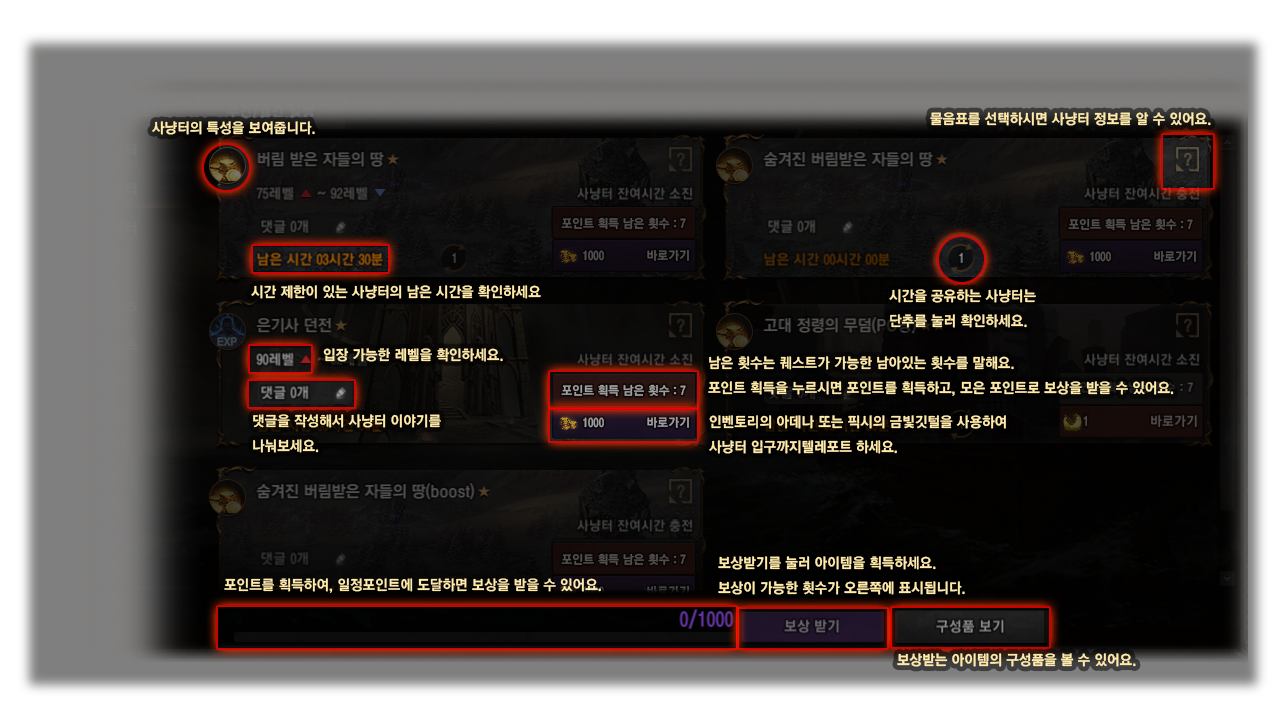 사냥터의 특성을 보여줍니다.
물음표를 선택하시면 사냥터 정보를 알 수 있어요.
버림 받은 자들의 땅
75레벨 ~ 92레벨
사냥터 잔여시간 소진
댓글 0개
포인트 획득 남은 횟수 : 7
남은 시간 03시간 30분
1
1000
바로가기
숨겨진 버림받은 자들의 땅
?
사냥터 잔여시간 충전
댓글 0개
포인트 획득 남은 횟수 : 7
남은 시간 00시간 00분
1
1000
바로가기
시간 제한이 있는 사냥터의 남은 시간을 확인하세요
시간을 공유하는 사냥터는
단추를 눌러 확인하세요.
은기사 던전
EXP
90레벨
입장 가능한 레벨을 확인하세요.
사냥터 잔여시간 소진
댓글 0개
포인트 획득 남은 횟수 : 7
1000
바로가기
댓글을 작성해서 사냥터 이야기를
나눠보세요.
고대 정령의 무덤
사냥터 잔여시간 소진
남은 횟수는 퀘스트가 가능한 남아있는 횟수를 말해요.
포인트 획득을 누르시면 포인트를 획득하고, 모은 포인트로 보상을 받을 수 있어요.
: 7
인벤토리의 아데나 또는 픽시의 금빛깃털을 사용하여
사냥터 입구까지텔레포트 하세요.
1
바로가기
숨겨진 버림받은 자들의 땅(boost)
?
사냥터 잔여시간 충전
댓글 0개
포인트 획득 남은 횟수 : 7
포인트를 획득하여, 일정포인트에 도달하면 보상을 받을 수 있어요.
보상받기를 눌러 아이템을 획득하세요.
보상이 가능한 횟수가 오른쪽에 표시됩니다.
0/1000
보상 받기
구성품 보기
보상받는 아이템의 구성품을 볼 수 있어요.